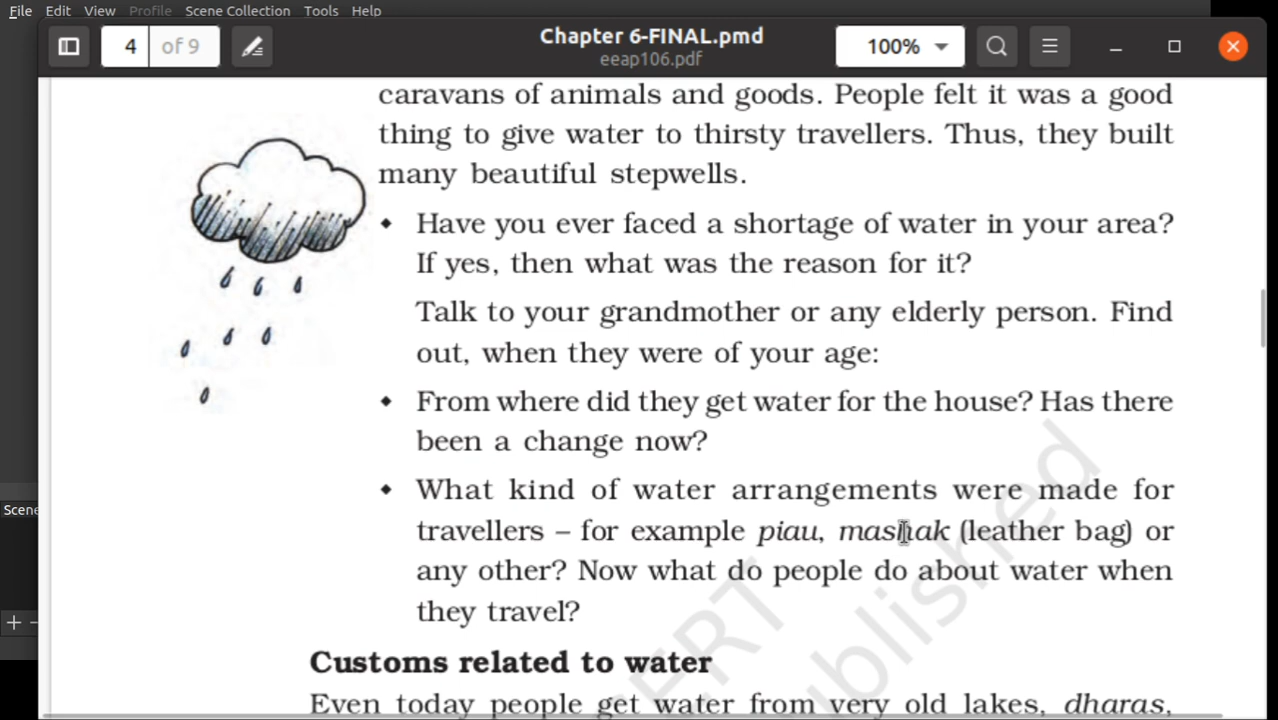 File Edit View Profile Scene Collection Tools Help
4 of 9
Chapter 6-FINAL.pmd
eeap106.pdf
100%
caravans of animals and goods. People felt it was a good
thing to give water to thirsty travellers. Thus, they built
many beautiful stepwells.
◆ Have you ever faced a shortage of water in your area?
If yes, then what was the reason for it?
Talk to your grandmother or any elderly person. Find
out, when they were of your age:
◆ From where did they get water for the house? Has there
been a change now?
◆ What kind of water arrangements were made for
travellers – for example piau, mashak (leather bag) or
any other? Now what do people do about water when
they travel?
Customs related to water
Even today people get water from very old lakes, dharas,
Scene